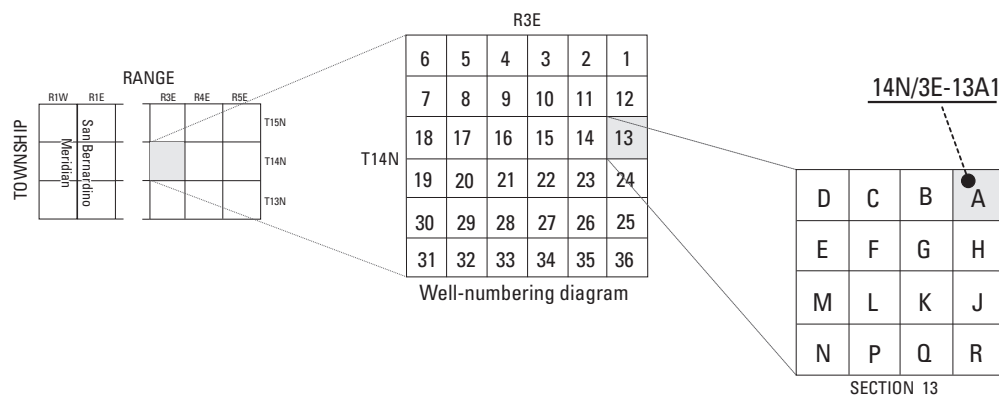 RANGE
R1W R1E R3E R4E R5E
TOWNSHIP
San Bernardino
Meridian
T15N
T14N
T13N
R3E
T14N
6 5 4 3 2 1
7 8 9 10 11 12
18 17 16 15 14 13
19 20 21 22 23 24
30 29 28 27 26 25
31 32 33 34 35 36
Well-numbering diagram
14N/3E-13A1
D C B A
E F G H
M L K J
N P Q R
SECTION 13